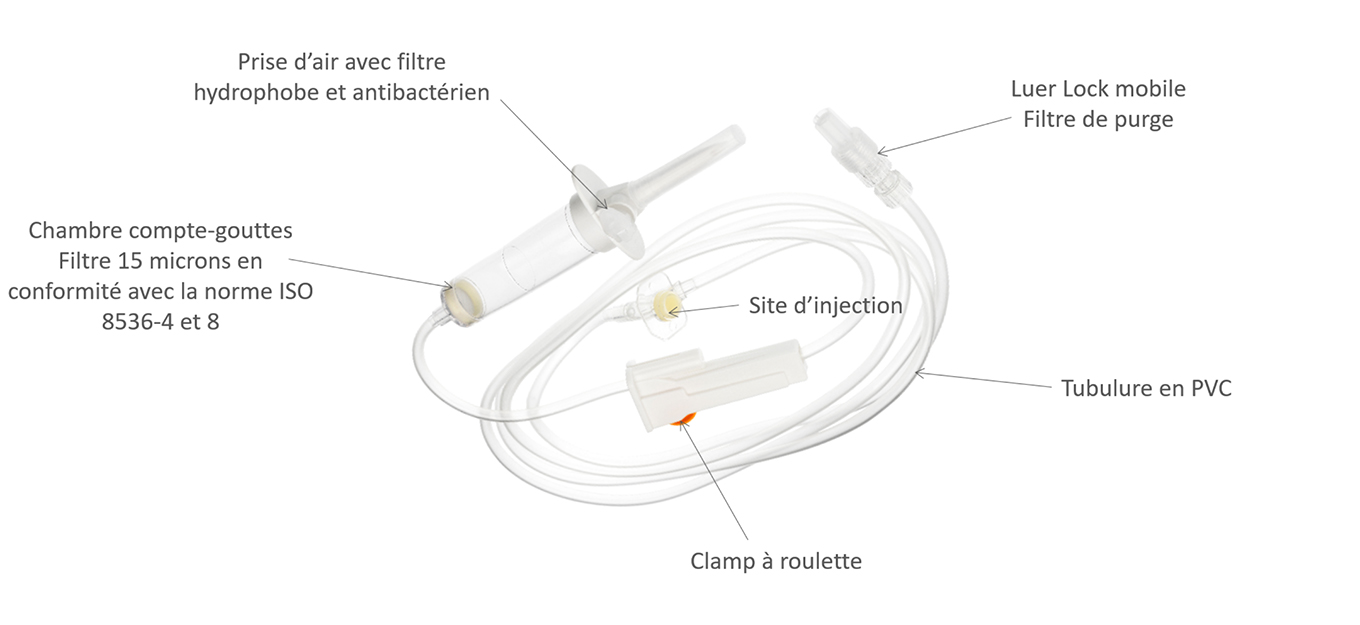 Prise d’air avec filtre
hydrophobe et antibactérien
Luer Lock mobile
Filtre de purge
Chambre compte-gouttes
Filtre 15 microns en
conformité avec la norme ISO
8536-4 et 8
Site d’injection
Tubulure en PVC
Clamp à roulette